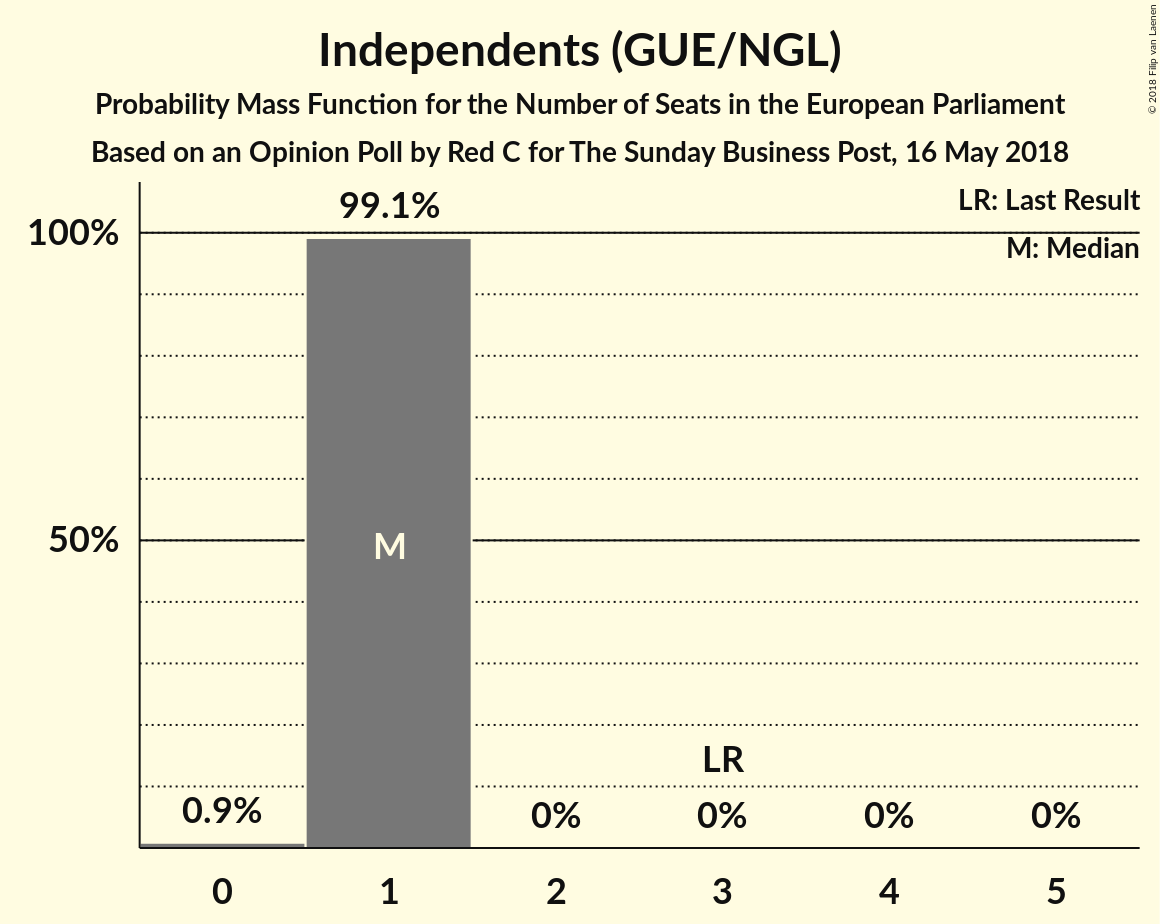 Independents (GUE/NGL)
Probability Mass Function for the Number of Seats in the European Parliament
Based on an Opinion Poll by Red C for The Sunday Business Post, 16 May 2018
© 2018 Filip van Laenen
LR: Last Result
M: Median
100%
50%
99.1%
M
LR
0.9%
0%
0%
0%
0%
0
1
2
3
4
5